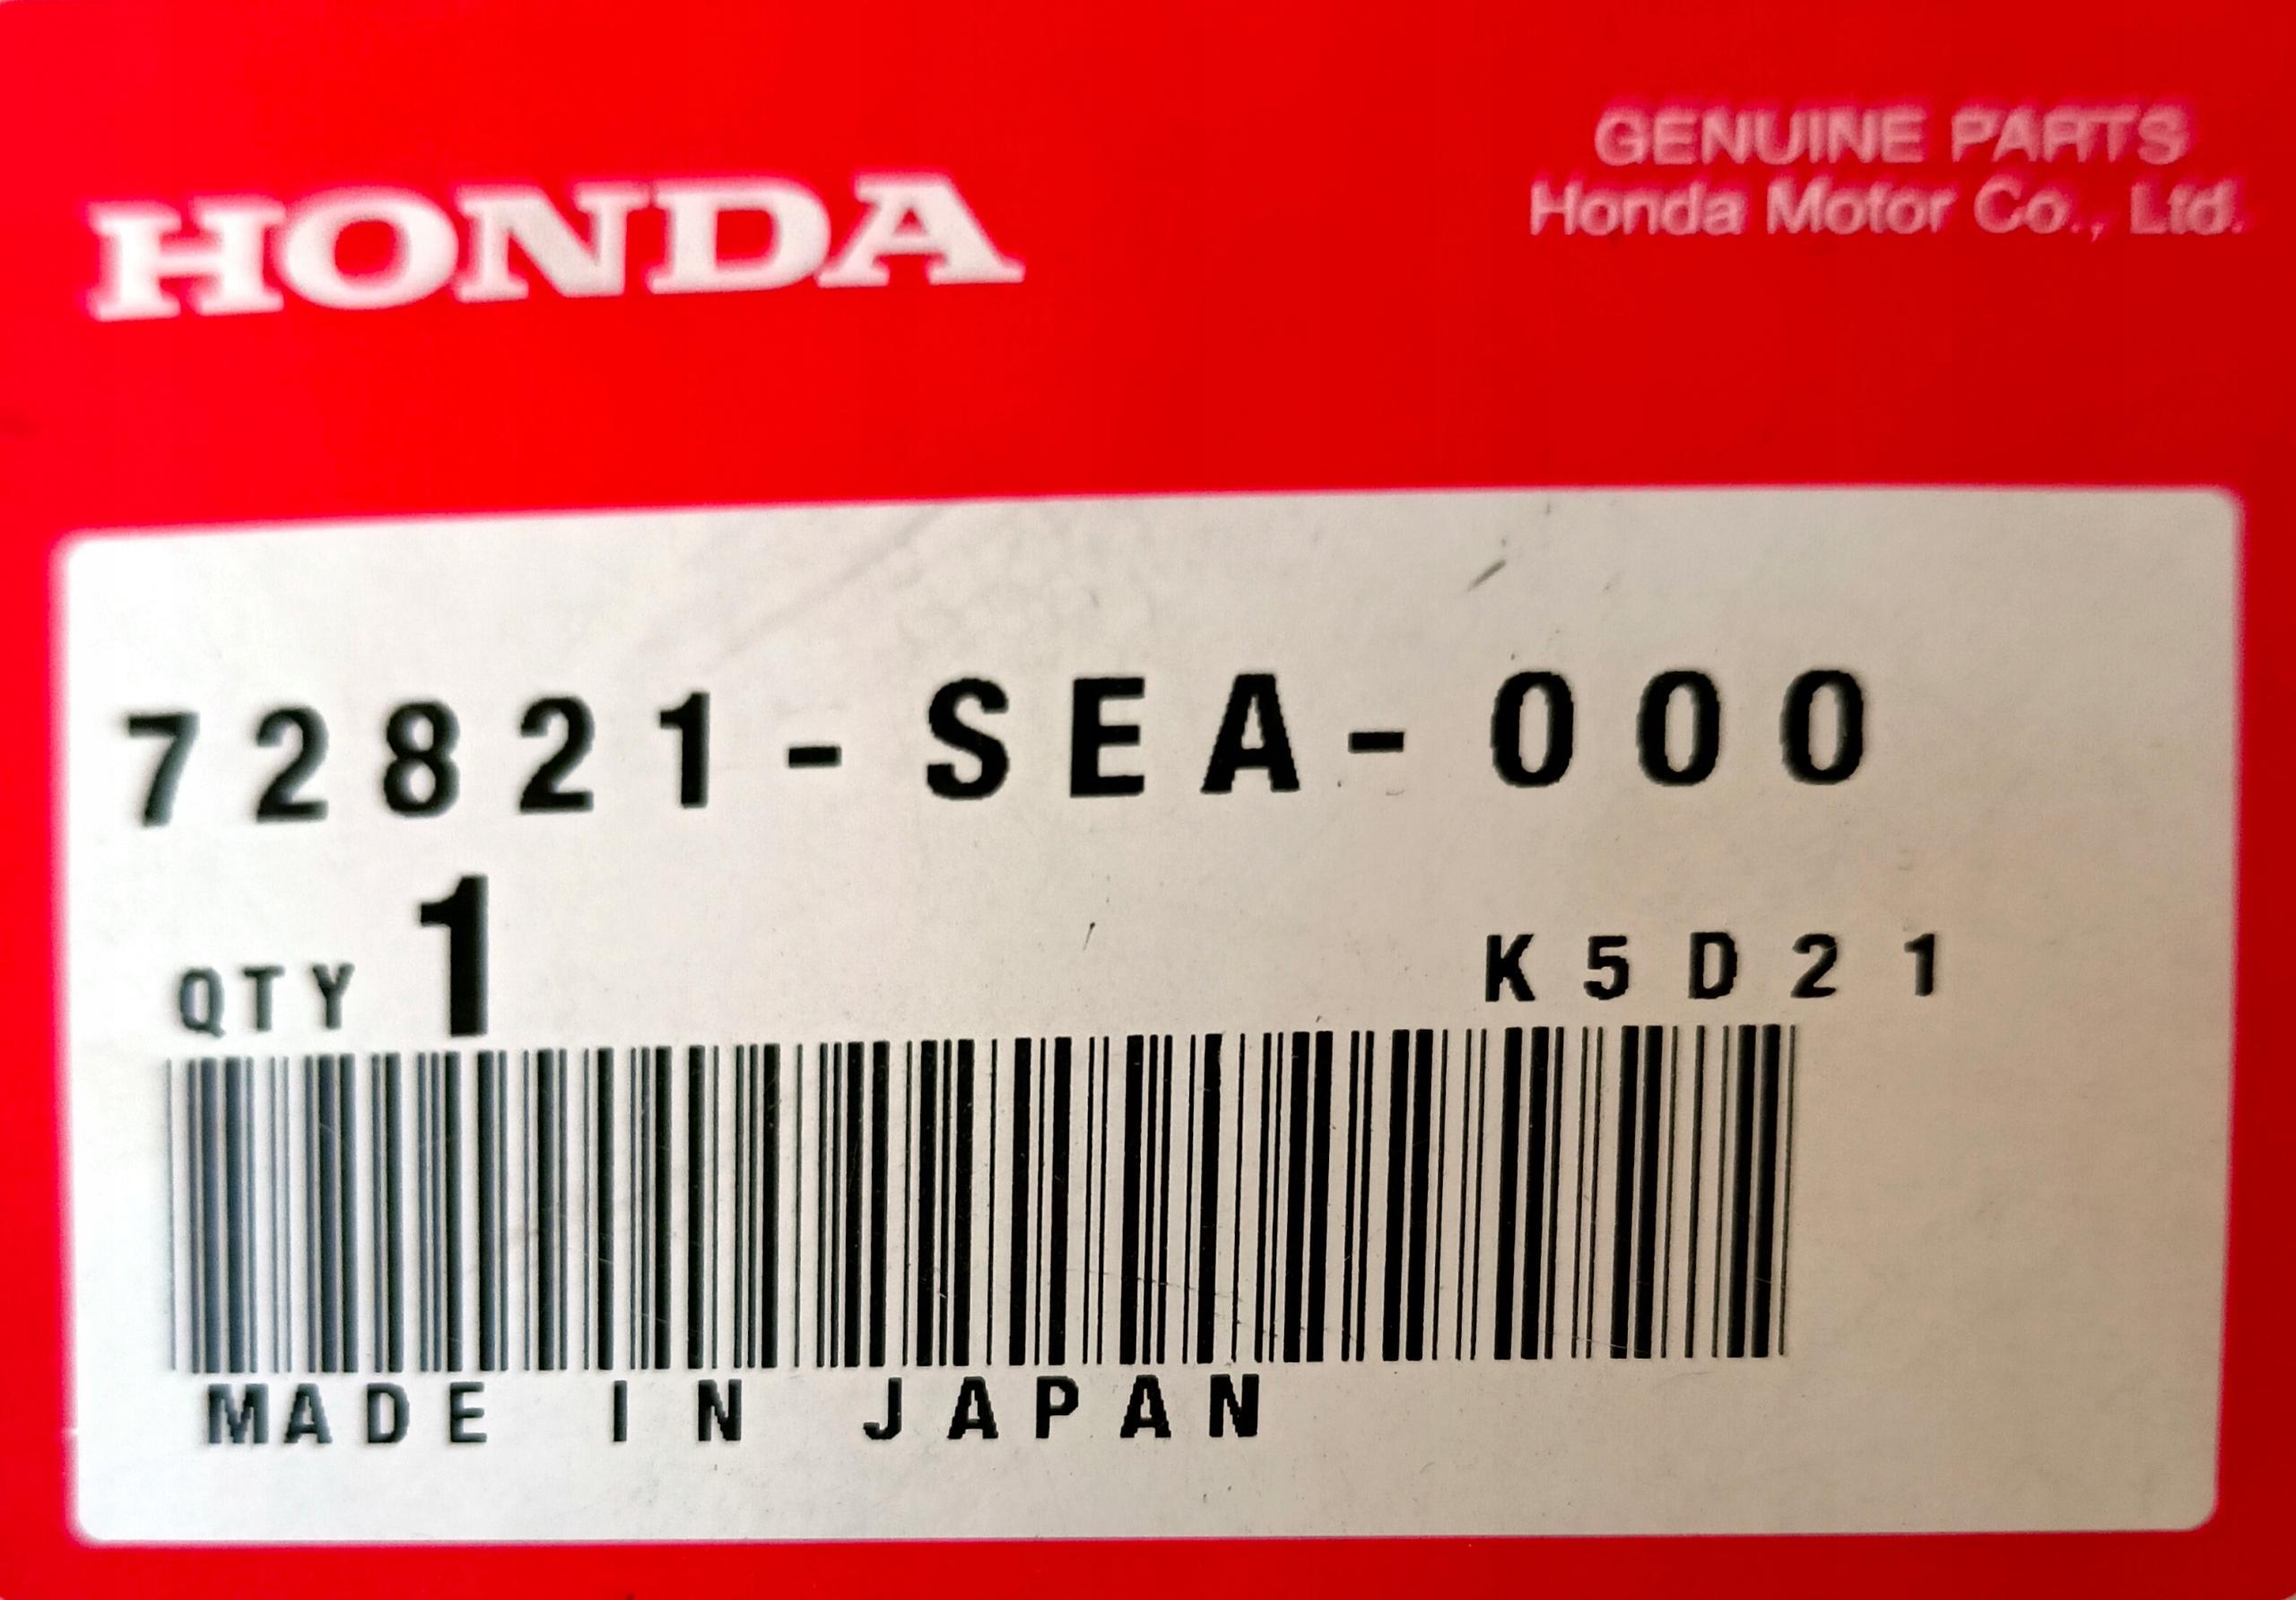 GENUINE PARTS
HONDA
Honda Motor Co., Ltd.
72821-SEA-000
QTY 1
K5D21
MADE IN JAPAN